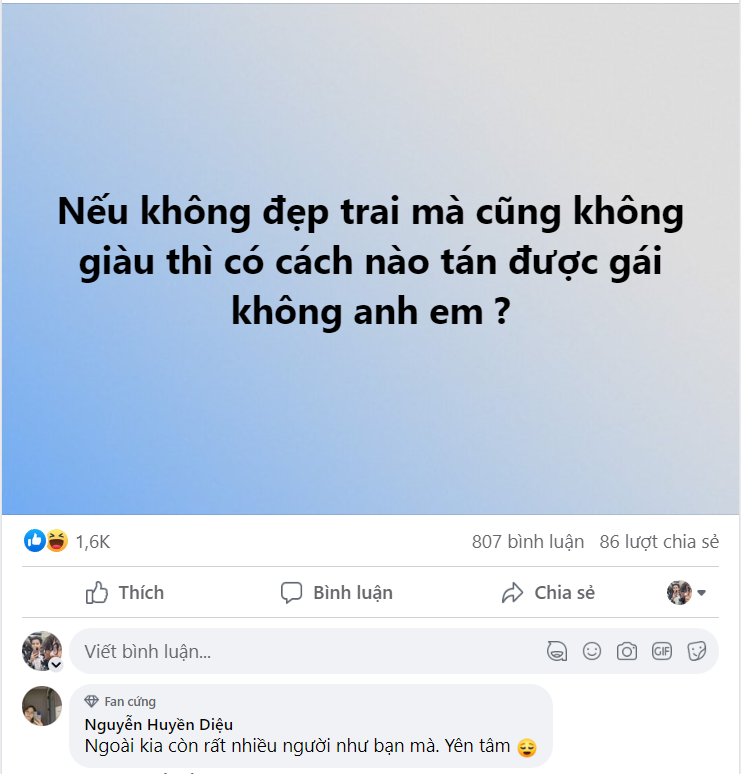 Nếu không đẹp trai mà cũng không
giàu thì có cách nào tán được gái
không anh em ?
1,6K
807 bình luận 86 lượt chia sẻ
Thích Bình luận Chia sẻ
Viết bình luận...
GIF
Fan cứng
Nguyễn Huyền Diệu
Ngoài kia còn rất nhiều người như bạn mà. Yên tâm 😌